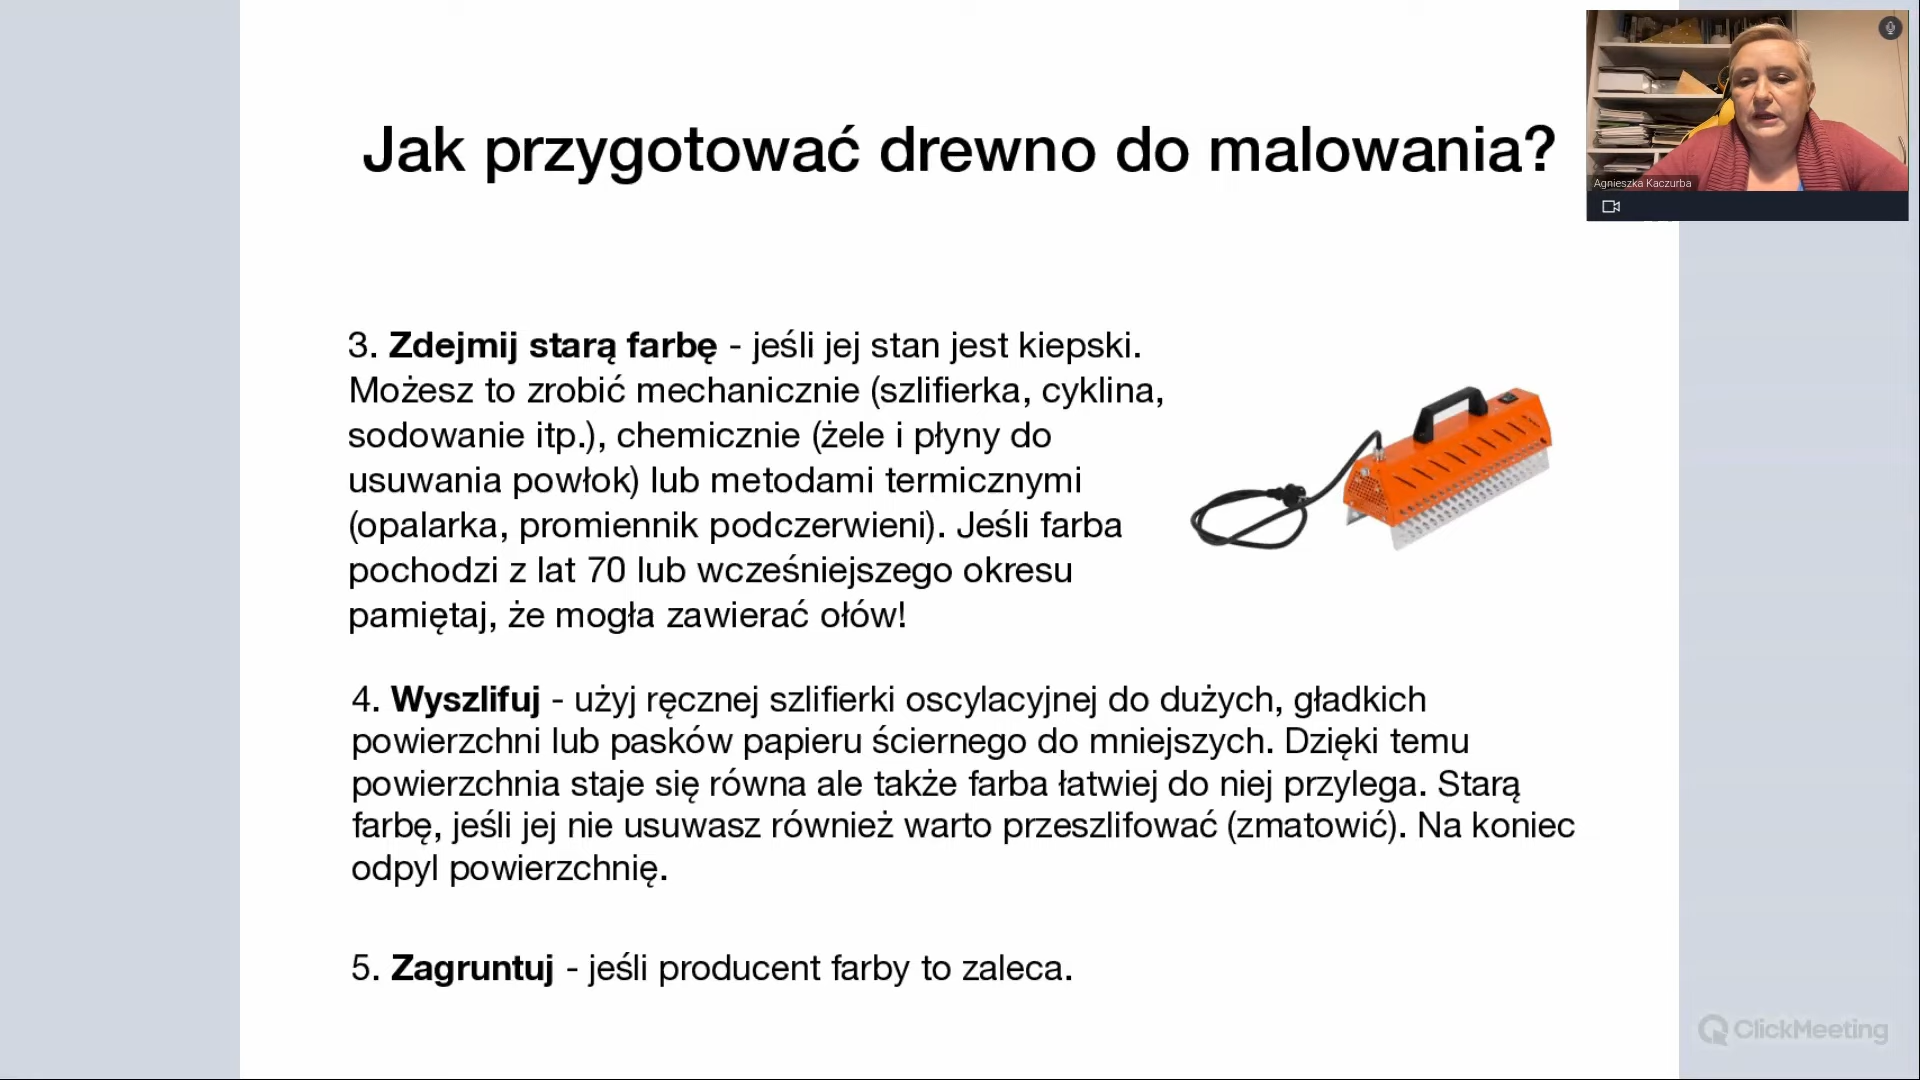 Jak przygotować drewno do malowania?
Agnieszka Kaczurba
3. Zdejmij starą farbę - jeśli jej stan jest kiepski.
Możesz to zrobić mechanicznie (szlifierka, cyklina,
sodowanie itp.), chemicznie (żele i płyny do
usuwania powłok) lub metodami termicznymi
(opalarka, promiennik podczerwieni). Jeśli farba
pochodzi z lat 70 lub wcześniejszego okresu
pamiętaj, że mogła zawierać ołów!
4. Wyszlifuj - użyj ręcznej szlifierki oscylacyjnej do dużych, gładkich
powierzchni lub pasków papieru ściernego do mniejszych. Dzięki temu
powierzchnia staje się równa ale także farba łatwiej do niej przylega. Starą
farbę, jeśli jej nie usuwasz również warto przeszlifować (zmatowić). Na koniec
odpyl powierzchnię.
5. Zagruntuj - jeśli producent farby to zaleca.
ClickMeeting